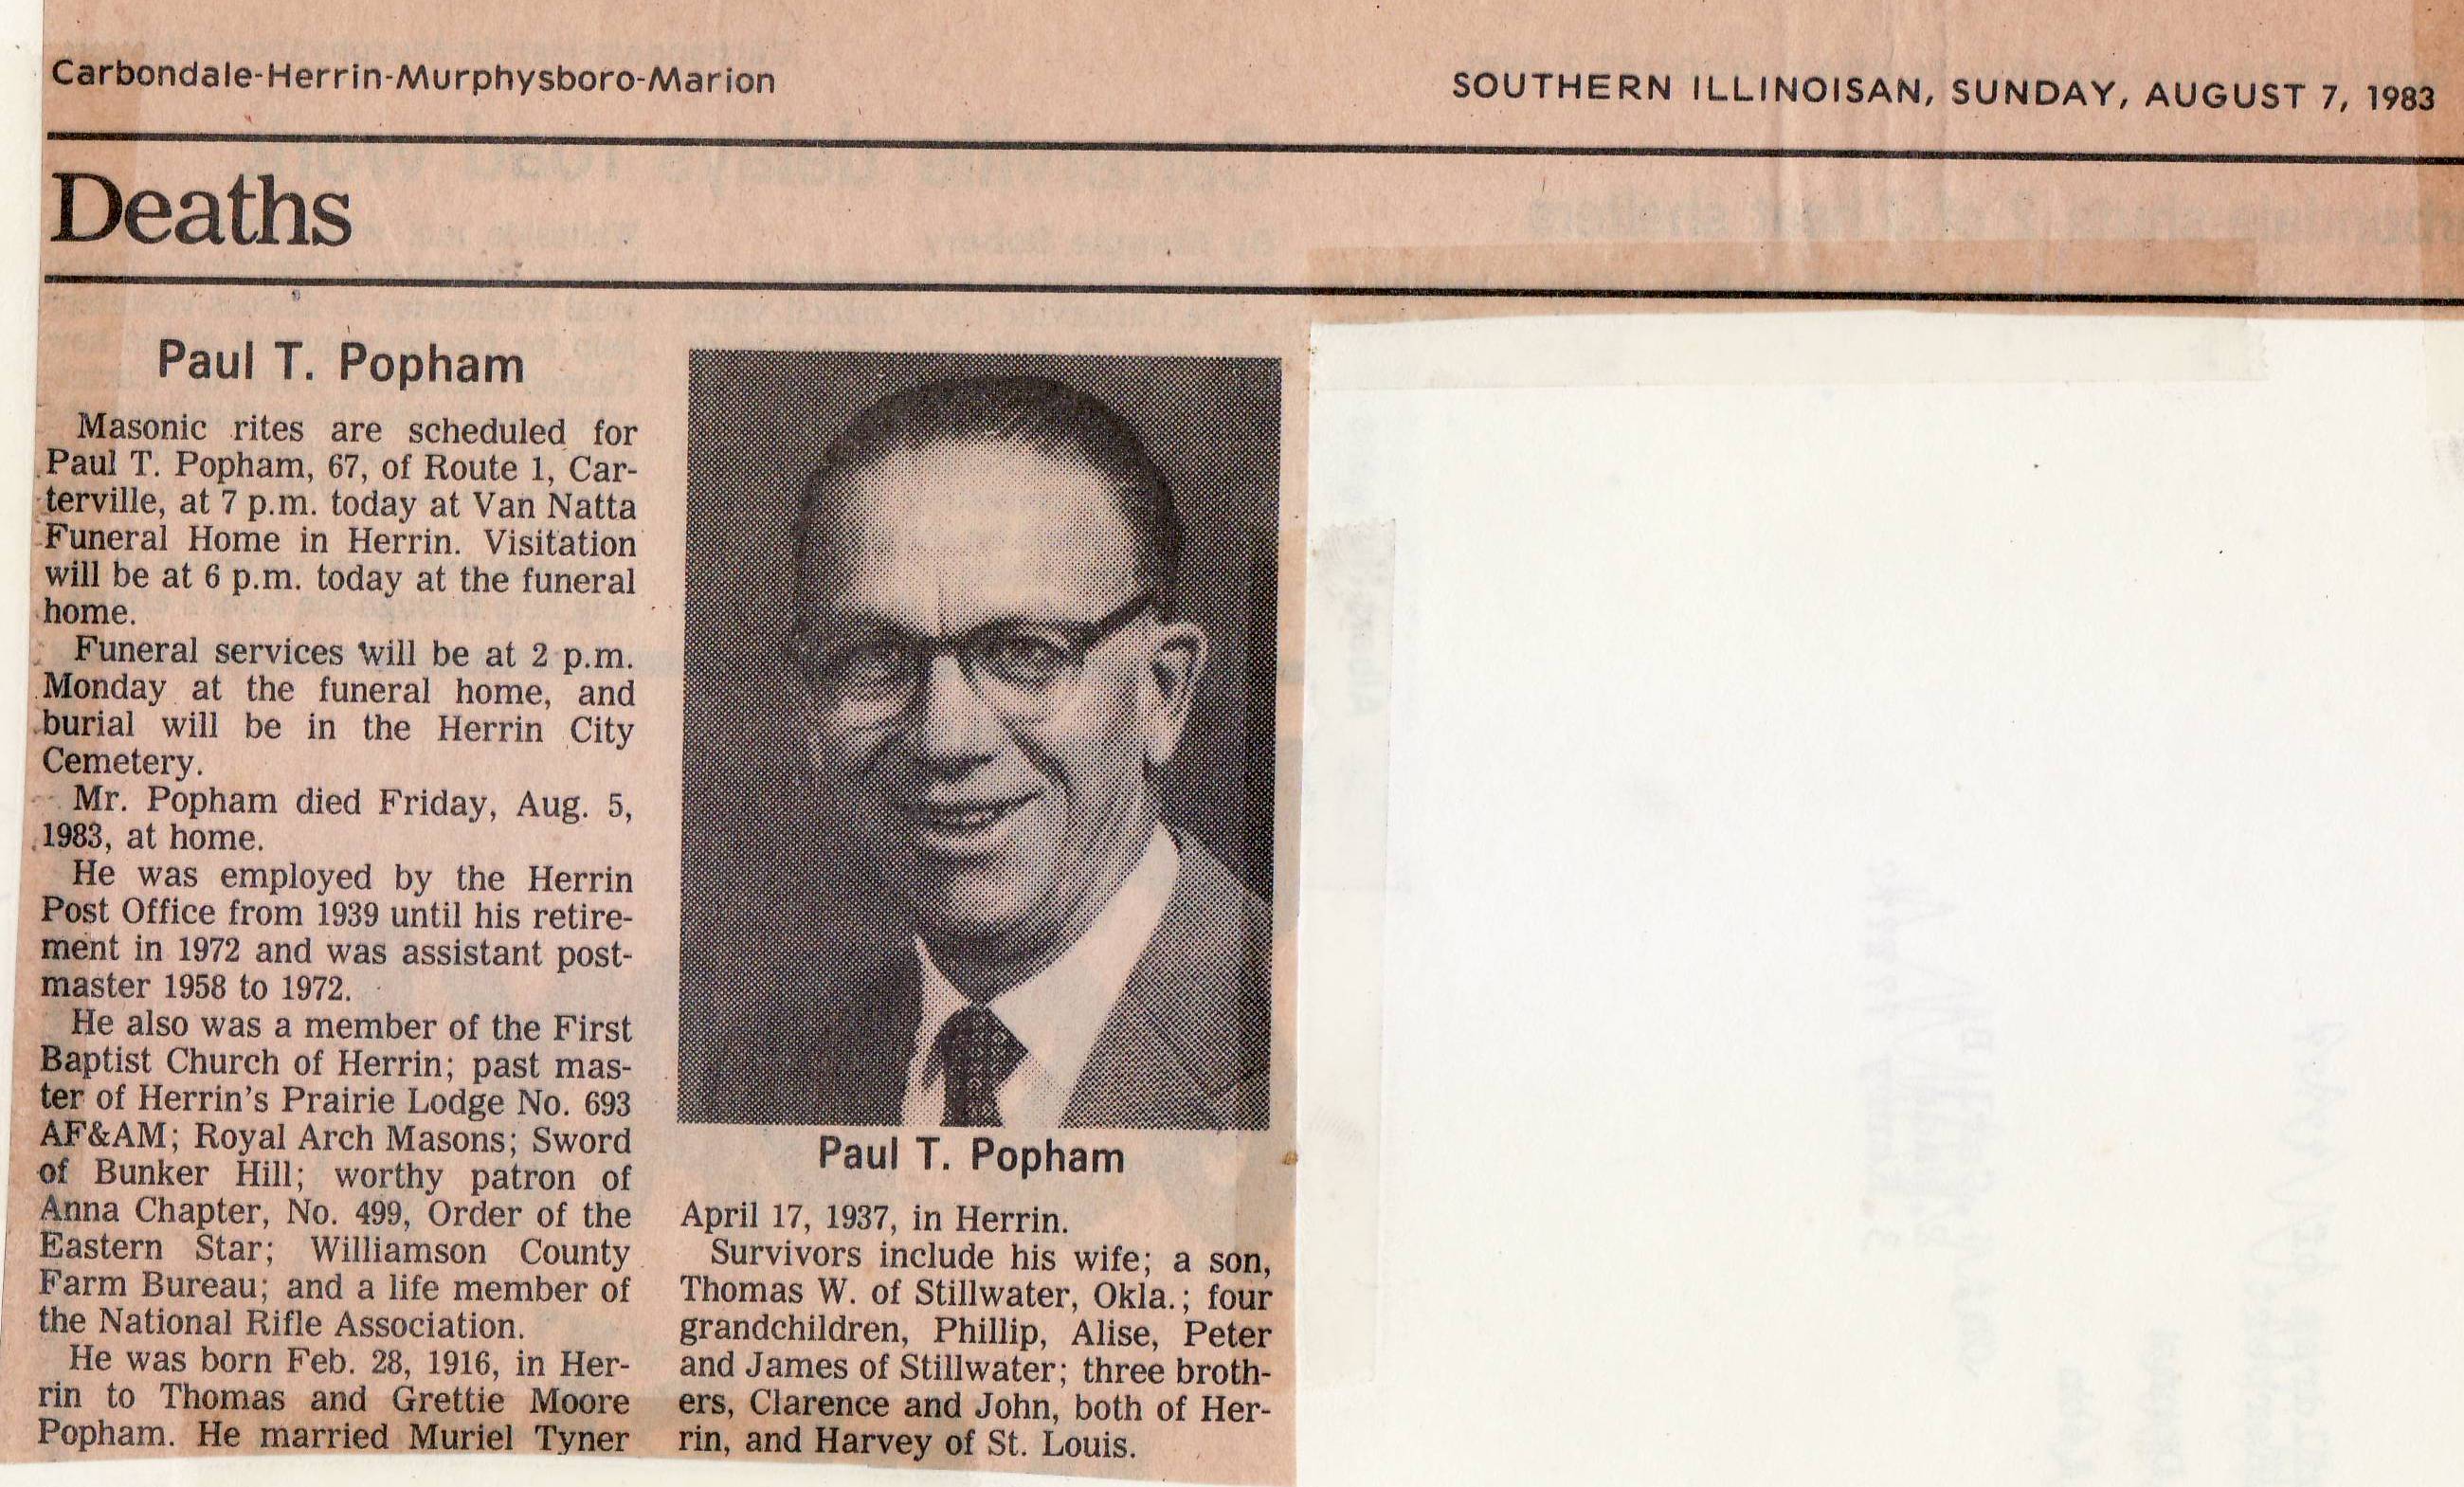 Carbondale-Herrin-Murphysboro-Marion
SOUTHERN ILLINOISAN, SUNDAY, AUGUST 7, 1983
Deaths
Paul T. Popham
Masonic rites are scheduled for
Paul T. Popham, 67, of Route 1, Car-
terville, at 7 p.m. today at Van Natta
Funeral Home in Herrin. Visitation
will be at 6 p.m. today at the funeral
home.
Funeral services will be at 2 p.m.
Monday at the funeral home, and
burial will be in the Herrin City
Cemetery.
Mr. Popham died Friday, Aug. 5,
1983, at home.
He was employed by the Herrin
Post Office from 1939 until his retire-
ment in 1972 and was assistant post-
master 1958 to 1972.
He also was a member of the First
Baptist Church of Herrin; past mas-
ter of Herrin's Prairie Lodge No. 693
AF&AM; Royal Arch Masons; Sword
of Bunker Hill; worthy patron of
Anna Chapter, No. 499, Order of the
Eastern Star; Williamson County
Farm Bureau; and a life member of
the National Rifle Association.
He was born Feb. 28, 1916, in Her-
rin to Thomas and Grettie Moore
Popham. He married Muriel Tyner
Paul T. Popham
April 17, 1937, in Herrin.
Survivors include his wife; a son,
Thomas W. of Stillwater, Okla.; four
grandchildren, Phillip, Alise, Peter
and James of Stillwater; three broth-
ers, Clarence and John, both of Her-
rin, and Harvey of St. Louis.